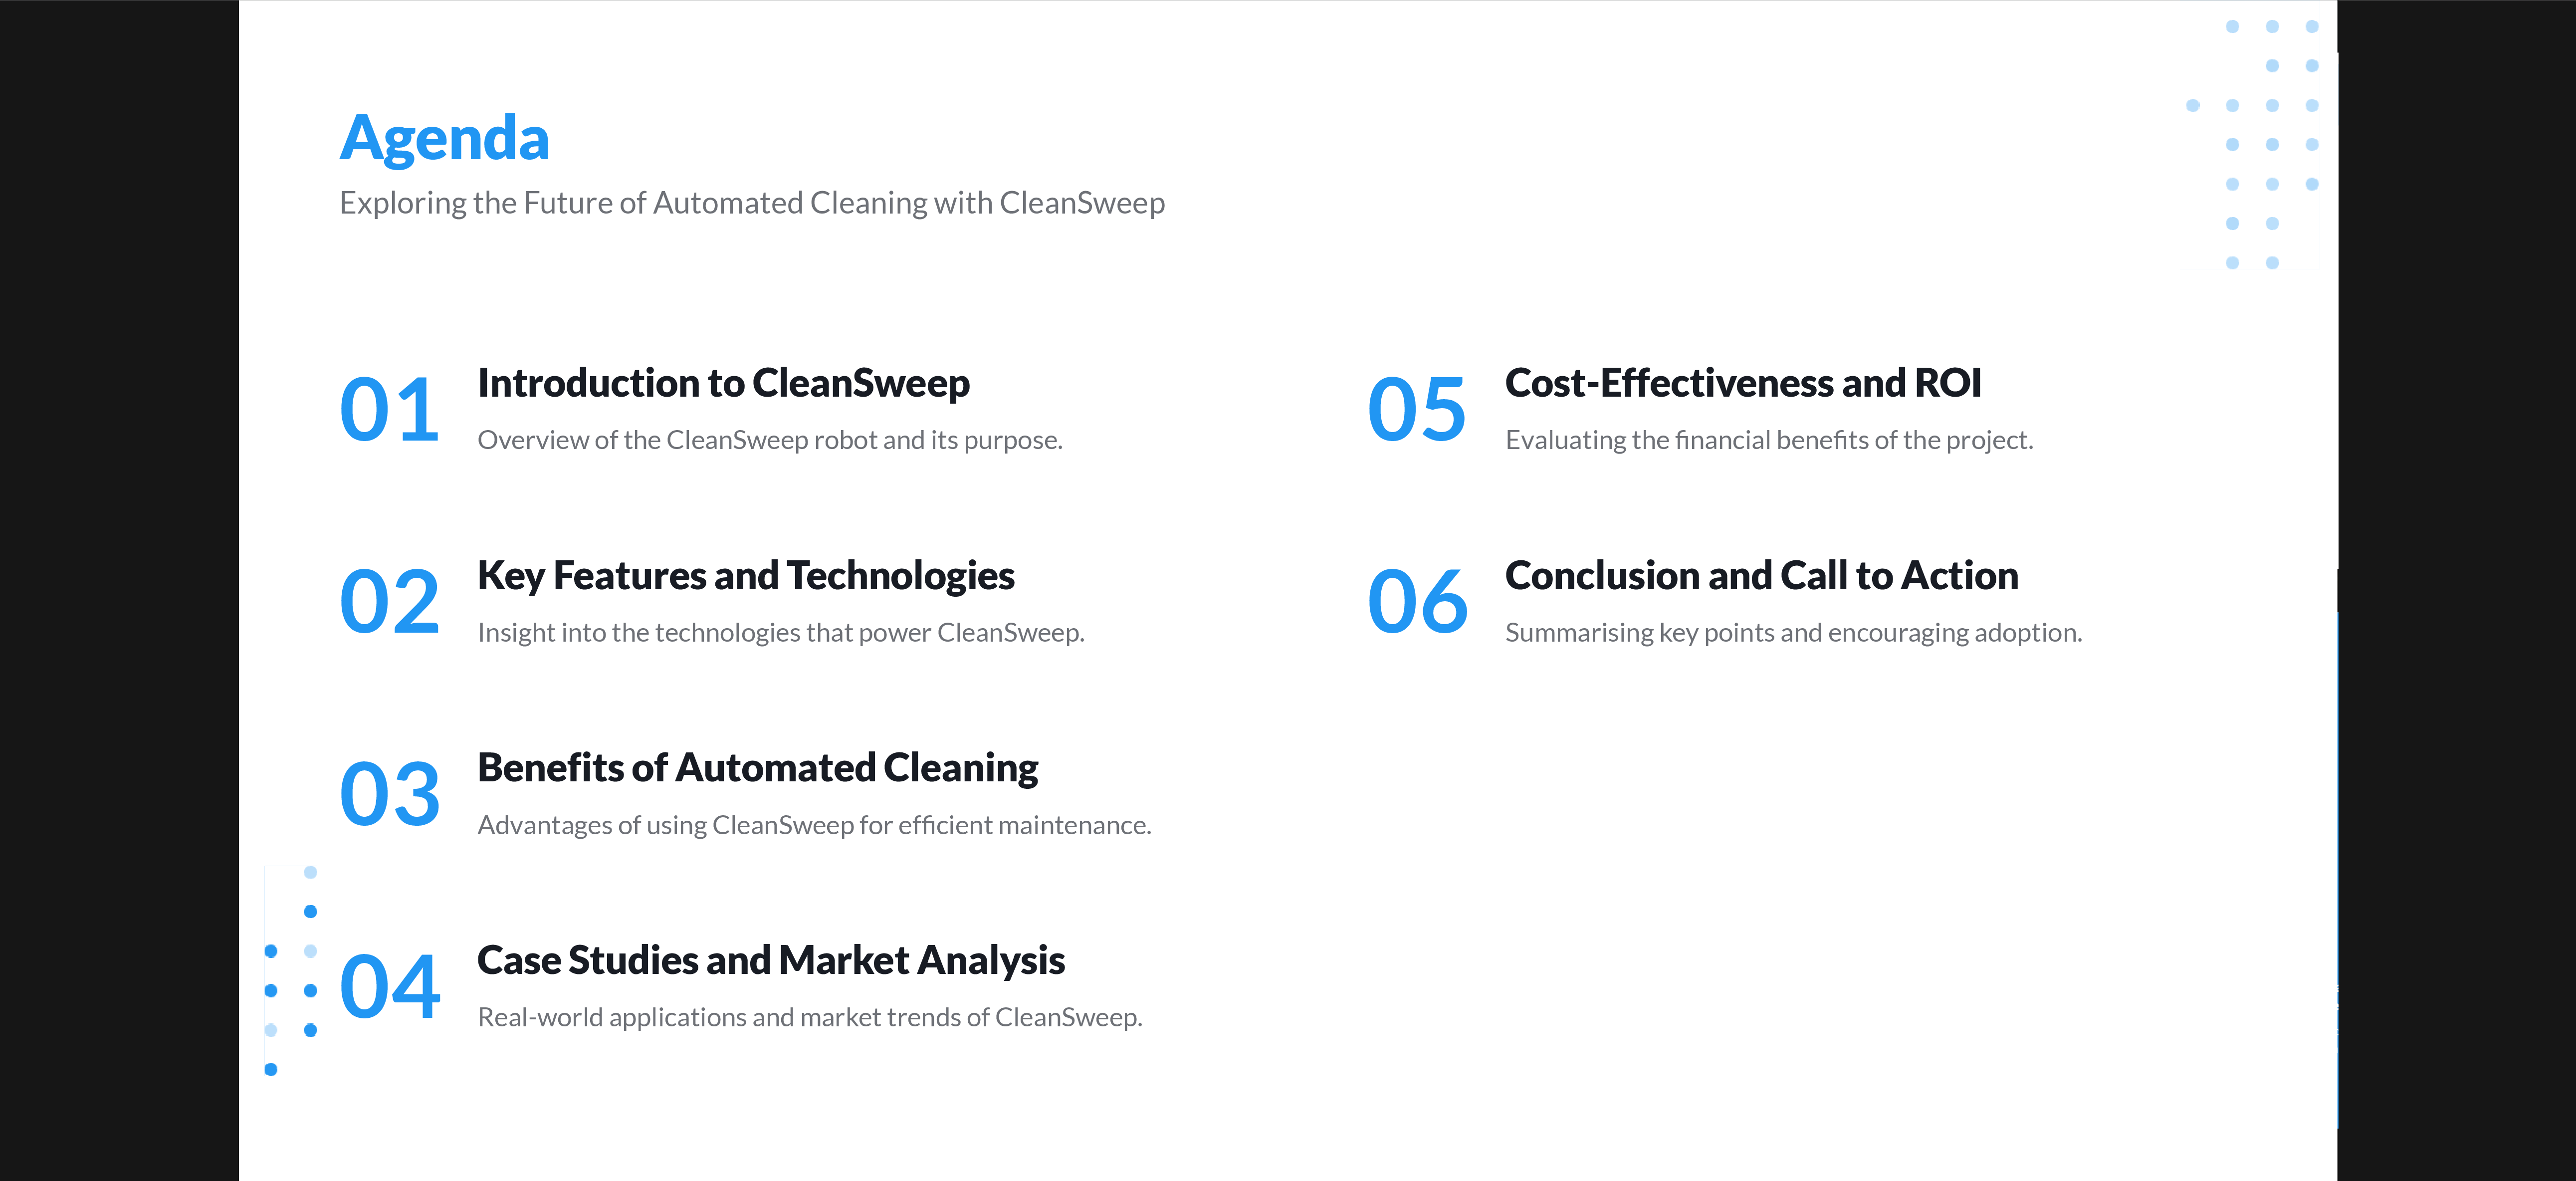 Agenda
Exploring the Future of Automated Cleaning with CleanSweep
01
Introduction to CleanSweep
Overview of the CleanSweep robot and its purpose.
02
Key Features and Technologies
Insight into the technologies that power CleanSweep.
03
Benefits of Automated Cleaning
Advantages of using CleanSweep for efficient maintenance.
04
Case Studies and Market Analysis
Real-world applications and market trends of CleanSweep.
05
Cost-Effectiveness and ROI
Evaluating the financial benefits of the project.
06
Conclusion and Call to Action
Summarising key points and encouraging adoption.